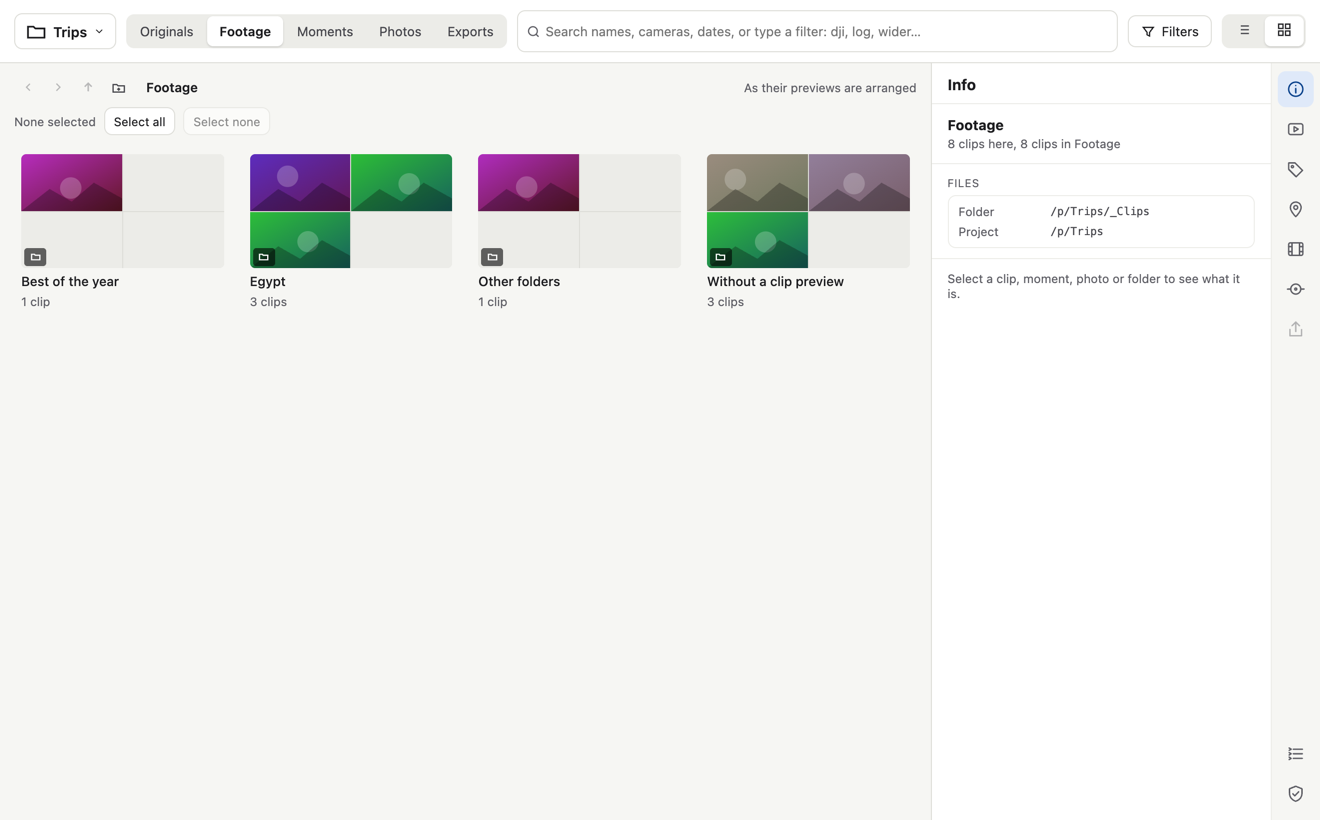 Trips
Originals
Footage
Moments
Photos
Exports
Search names, cameras, dates, or type a filter: dji, log, wider...
Filters
Footage
As their previews are arranged
None selected
Select all
Select none
Best of the year
1 clip
Egypt
3 clips
Other folders
1 clip
Without a clip preview
3 clips
Info
Footage
8 clips here, 8 clips in Footage
FILES
Folder /p/Trips/_Clips
Project /p/Trips
Select a clip, moment, photo or folder to see what it
is.